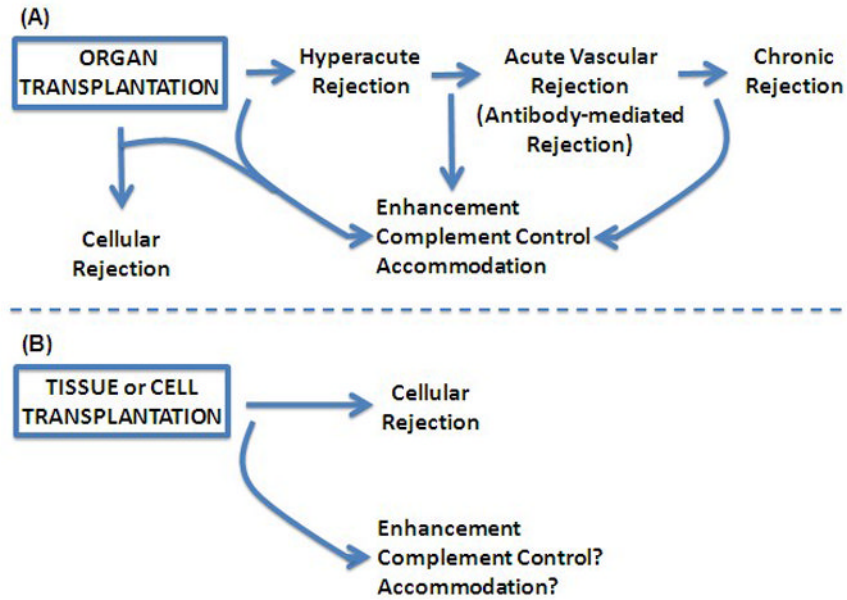 (A)
ORGAN
TRANSPLANTATION
Hyperacute
Rejection
Acute Vascular
Rejection
(Antibody-mediated
Rejection)
Chronic
Rejection
Cellular
Rejection
Enhancement
Complement Control
Accommodation
(B)
TISSUE or CELL
TRANSPLANTATION
Cellular
Rejection
Enhancement
Complement Control?
Accommodation?